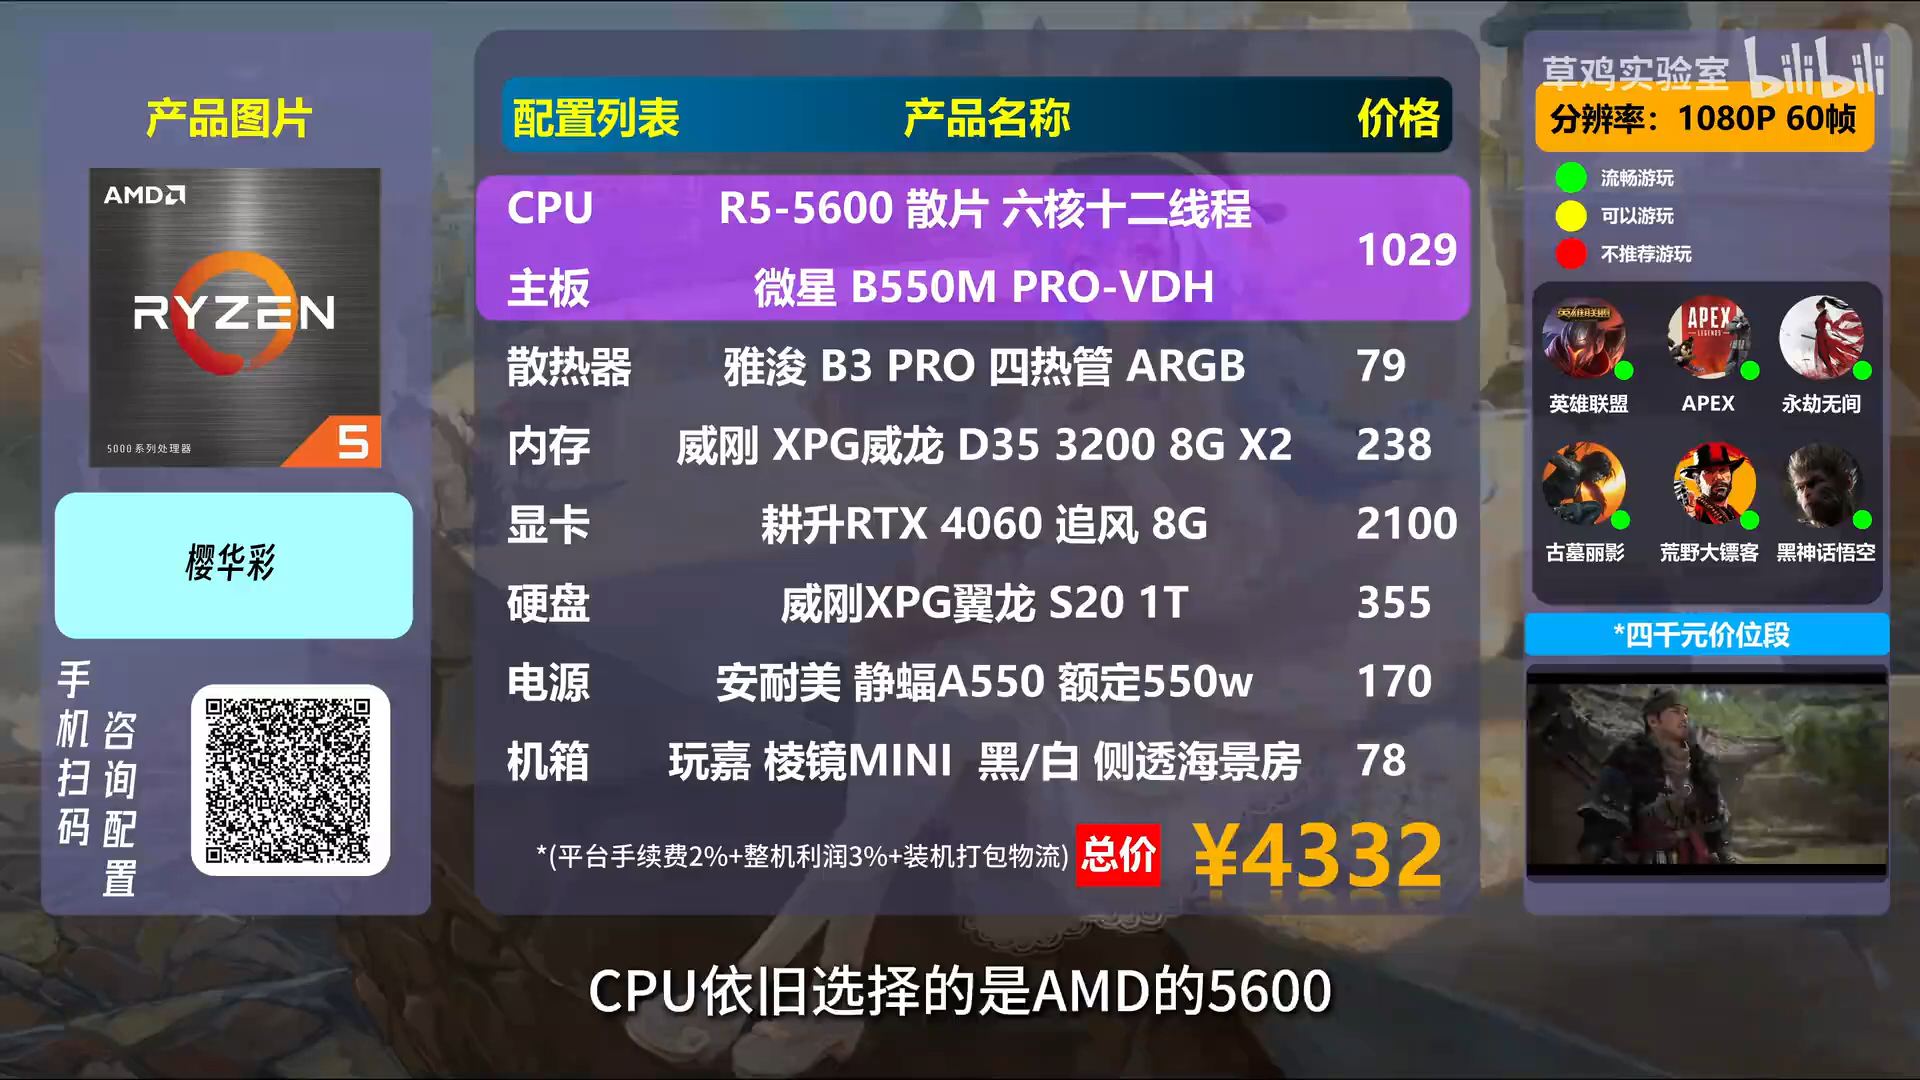 产品图片
AMD
RYZEN
5000系列处理器
5
樱华彩
手机扫码
咨询配置
配置列表 产品名称 价格
CPU R5-5600 散片 六核十二线程
1029
主板 微星 B550M PRO-VDH
散热器 雅浚 B3 PRO 四热管 ARGB 79
内存 威刚 XPG威龙 D35 3200 8G X2 238
显卡 耕升RTX 4060 追风 8G 2100
硬盘 威刚XPG翼龙 S20 1T 355
电源 安耐美 静蝠A550 额定550w 170
机箱 玩嘉 棱镜MINI 黑/白 侧透海景房 78
*(平台手续费2%+整机利润3%+装机打包物流) 总价 ¥4332
草鸡实验室 bilibili
分辨率：1080P 60帧
流畅游玩
可以游玩
不推荐游玩
英雄联盟
APEX
LEGENDS
英雄联盟 APEX 永劫无间
古墓丽影 荒野大镖客 黑神话悟空
*四千元价位段
CPU依旧选择的是AMD的5600